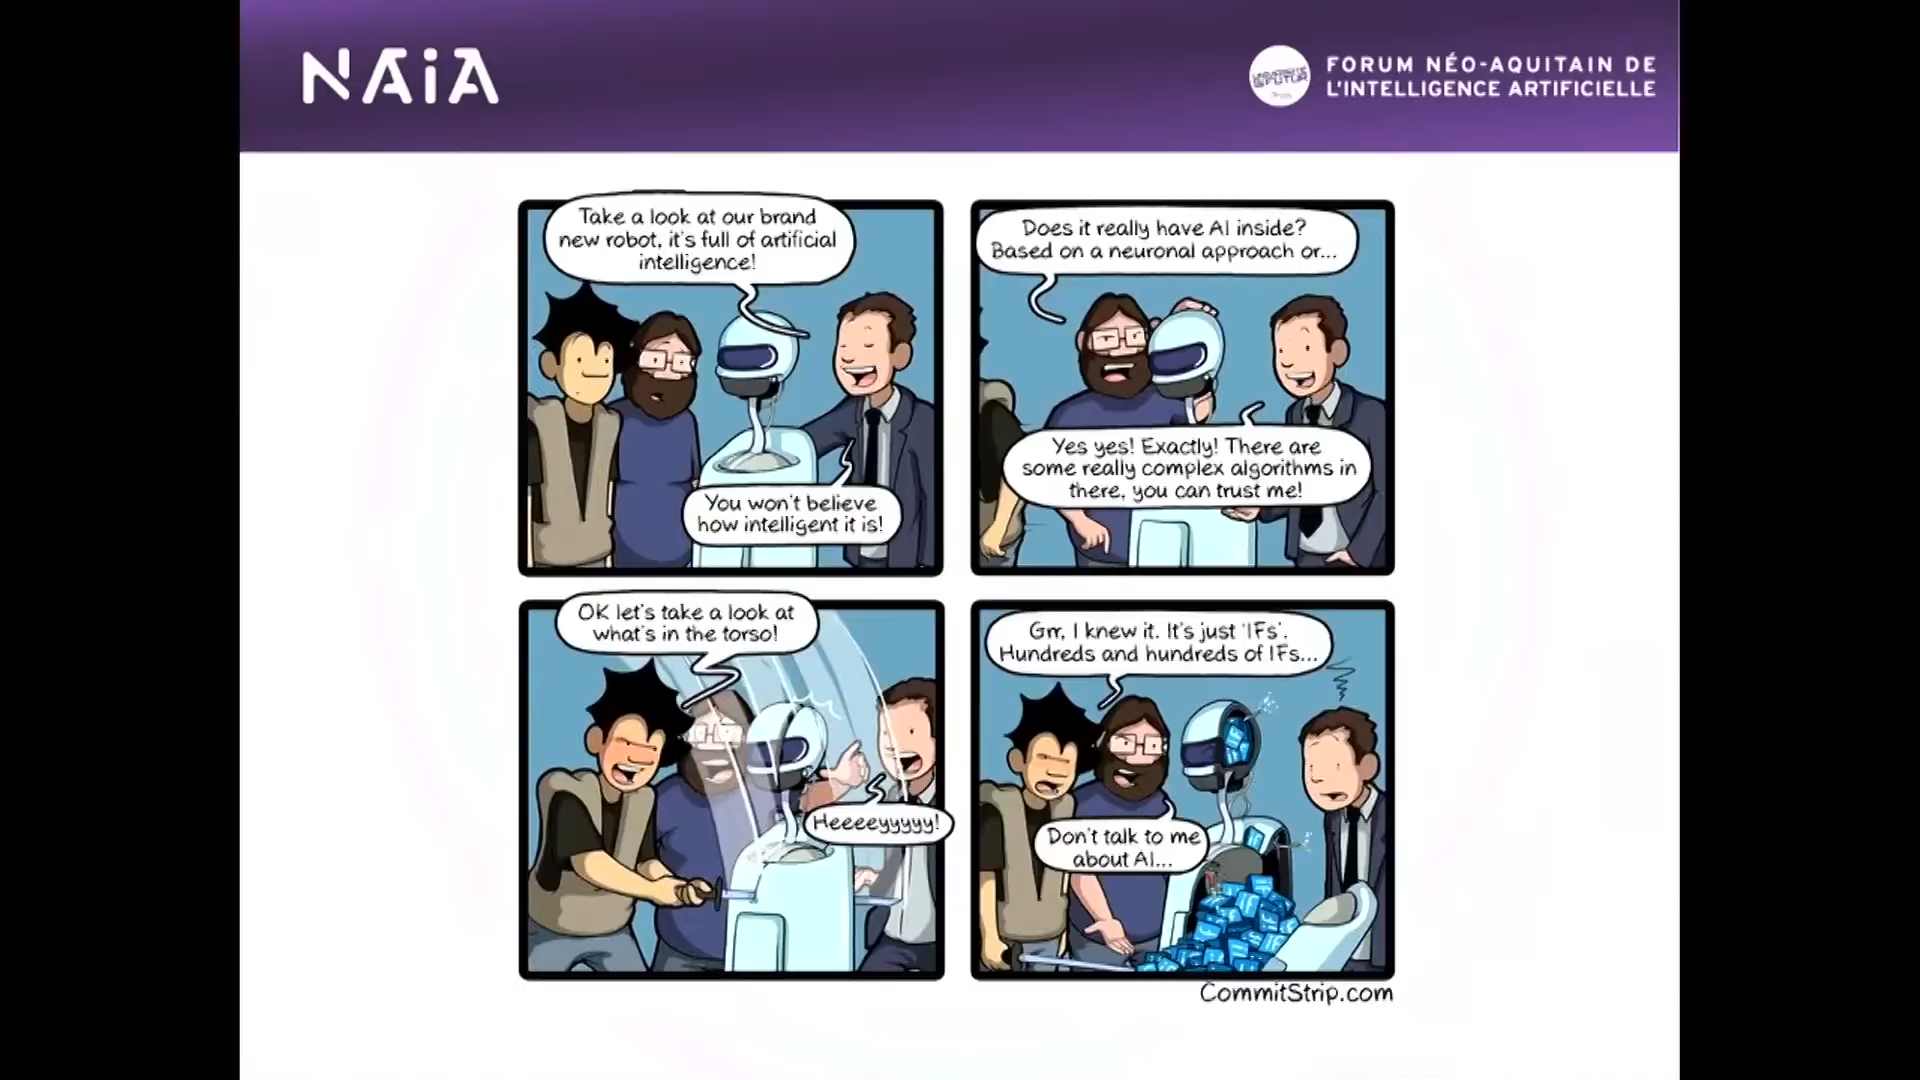 NAiA
FORUM NÉO-AQUITAIN DE
L'INTELLIGENCE ARTIFICIELLE
Take a look at our brand
new robot, it's full of artificial
intelligence!
You won't believe
how intelligent it is!
Does it really have AI inside?
Based on a neuronal approach or...
Yes yes! Exactly! There are
some really complex algorithms in
there, you can trust me!
OK let's take a look at
what's in the torso!
Heeeeyyyyy!
Grr, I knew it. It's just 'IFs'.
Hundreds and hundreds of IFs...
Don't talk to me
about AI...
CommitStrip.com